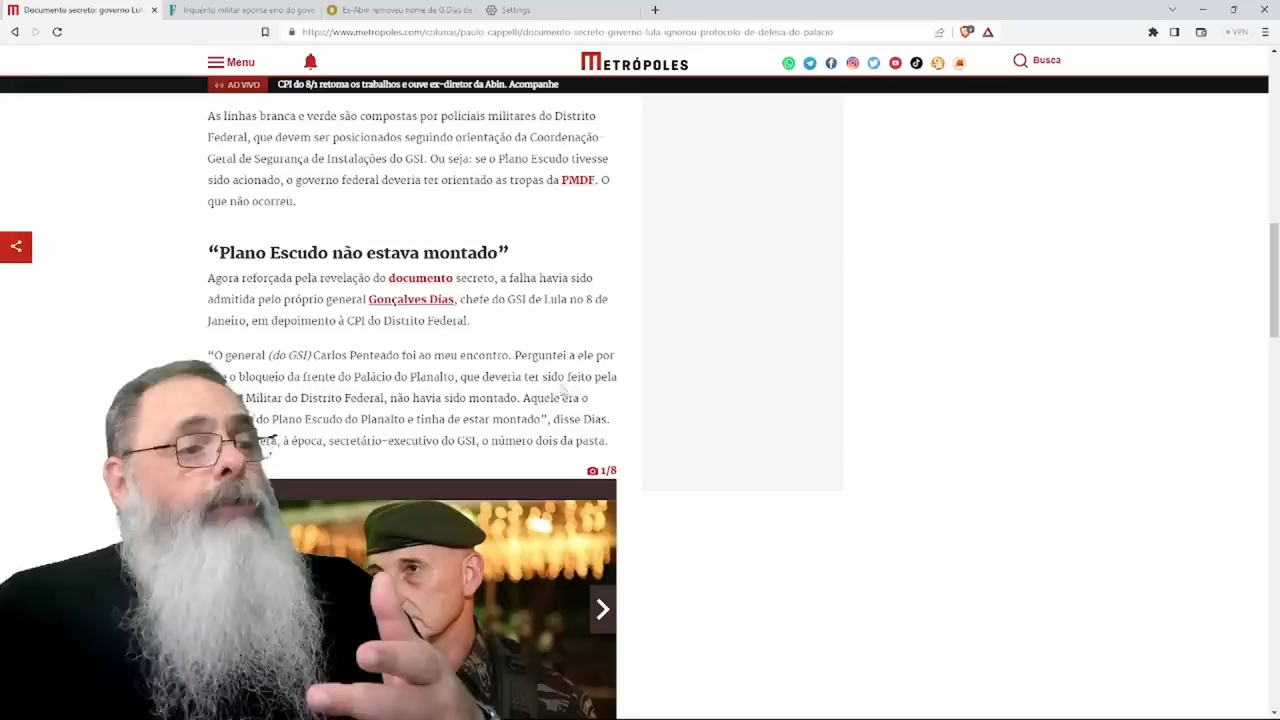 Documento secreto: governo Lul
Inquérito militar aponta erro do gove
Ex-Abin removeu nome de G.Dias de
Settings
https://www.metropoles.com/colunas/paulo-cappelli/documento-secreto-governo-lula-ignorou-protocolo-de-defesa-do-palacio
VPN
Menu
METRÓPOLES
Busca
AO VIVO
CPI do 8/1 retoma os trabalhos e ouve ex-diretor da Abin. Acompanhe
As linhas branca e verde são compostas por policiais militares do Distrito
Federal, que devem ser posicionados seguindo orientação da Coordenação-
Geral de Segurança de Instalações do GSI. Ou seja: se o Plano Escudo tivesse
sido acionado, o governo federal deveria ter orientado as tropas da PMDF. O
que não ocorreu.
“Plano Escudo não estava montado”
Agora reforçada pela revelação do documento secreto, a falha havia sido
admitida pelo próprio general Gonçalves Dias, chefe do GSI de Lula no 8 de
Janeiro, em depoimento à CPI do Distrito Federal.
“O general (do GSI) Carlos Penteado foi ao meu encontro. Perguntei a ele por
o bloqueio da frente do Palácio do Planalto, que deveria ter sido feito pela
Militar do Distrito Federal, não havia sido montado. Aquele era o
do Plano Escudo do Planalto e tinha de estar montado”, disse Dias.
era, à época, secretário-executivo do GSI, o número dois da pasta.
1/8